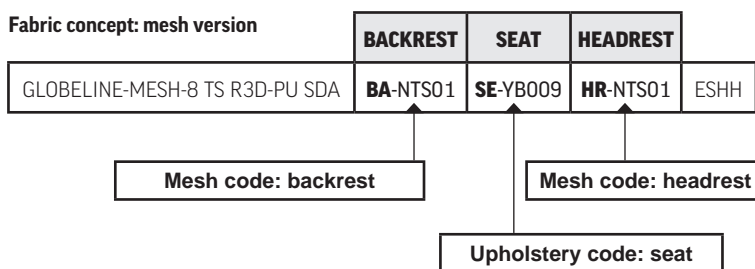 Fabric concept: mesh version
BACKREST SEAT HEADREST
GLOBELINE-MESH-8 TS R3D-PU SDA BA-NTS01 SE-YB009 HR-NTS01 ESHH
Mesh code: backrest Mesh code: headrest
Upholstery code: seat